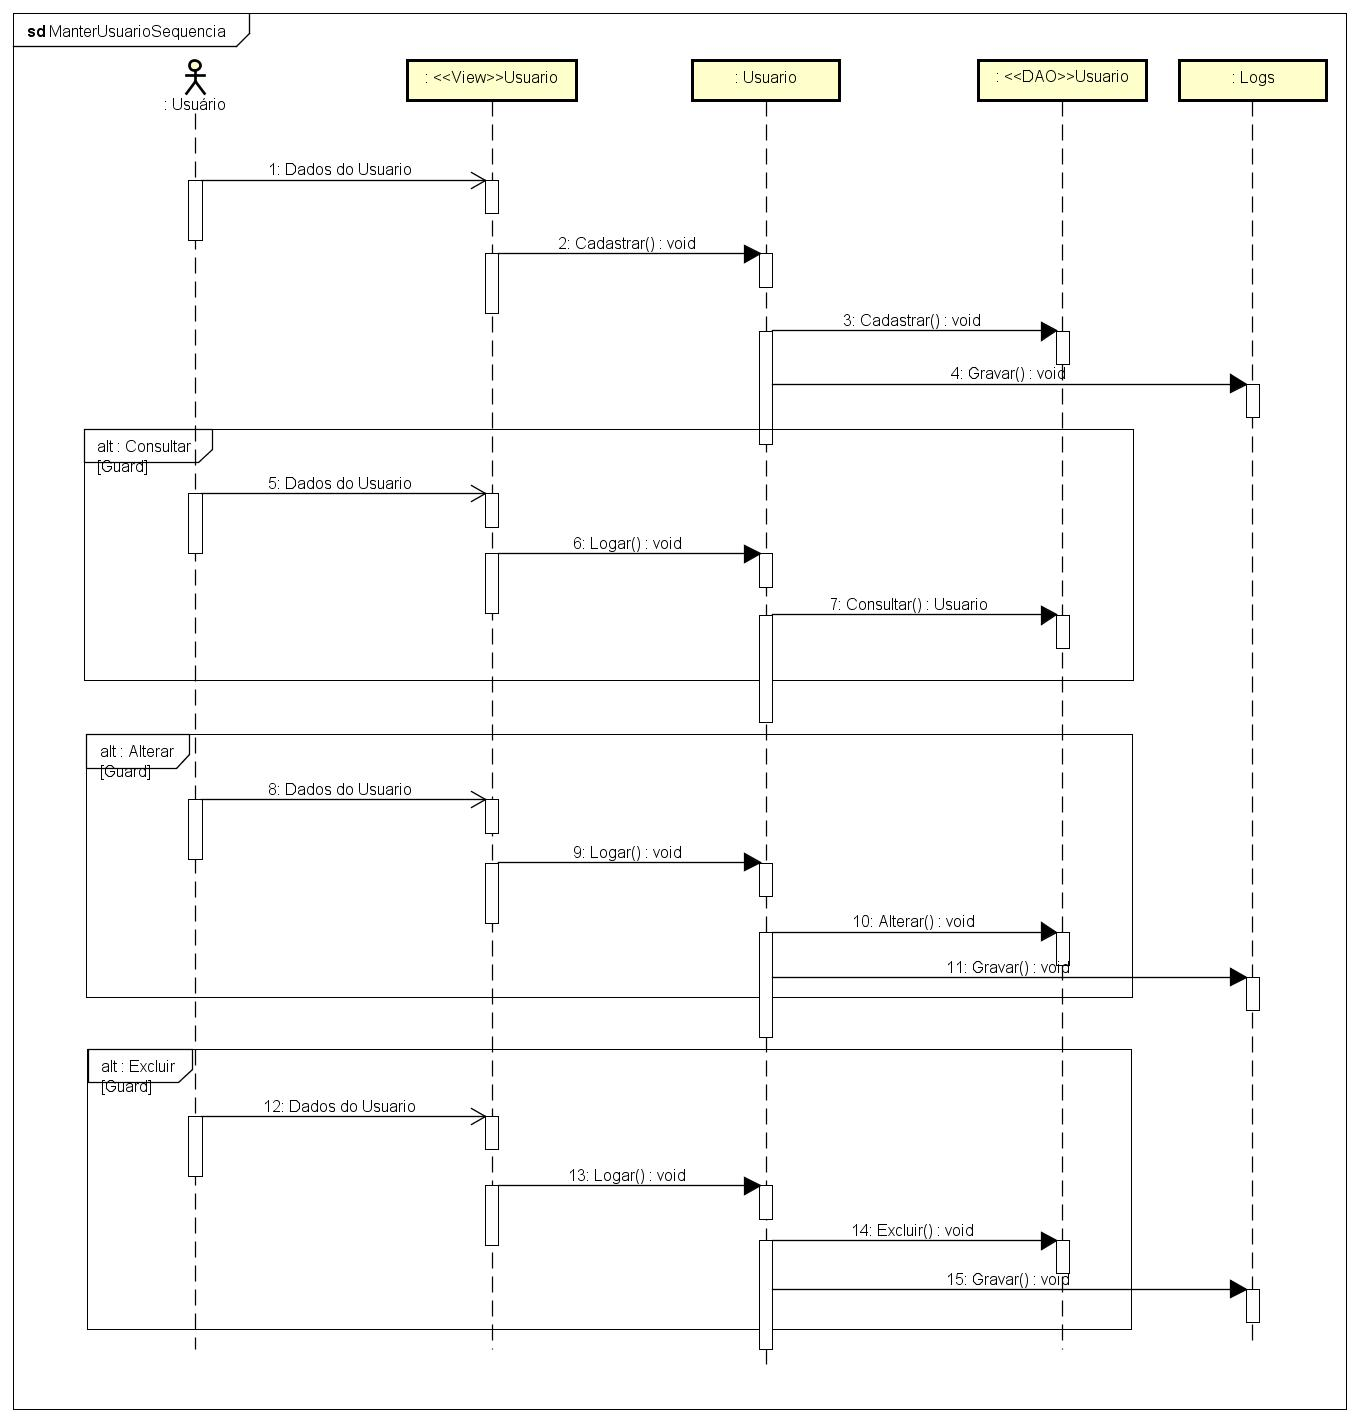 sd ManterUsuarioSequencia
: Usuário
: <<View>>Usuario
: Usuario
: <<DAO>>Usuario
: Logs
1: Dados do Usuario
2: Cadastrar() : void
3: Cadastrar() : void
4: Gravar() : void
alt : Consultar
[Guard]
5: Dados do Usuario
6: Logar() : void
7: Consultar() : Usuario
alt : Alterar
[Guard]
8: Dados do Usuario
9: Logar() : void
10: Alterar() : void
11: Gravar() : void
alt : Excluir
[Guard]
12: Dados do Usuario
13: Logar() : void
14: Excluir() : void
15: Gravar() : void